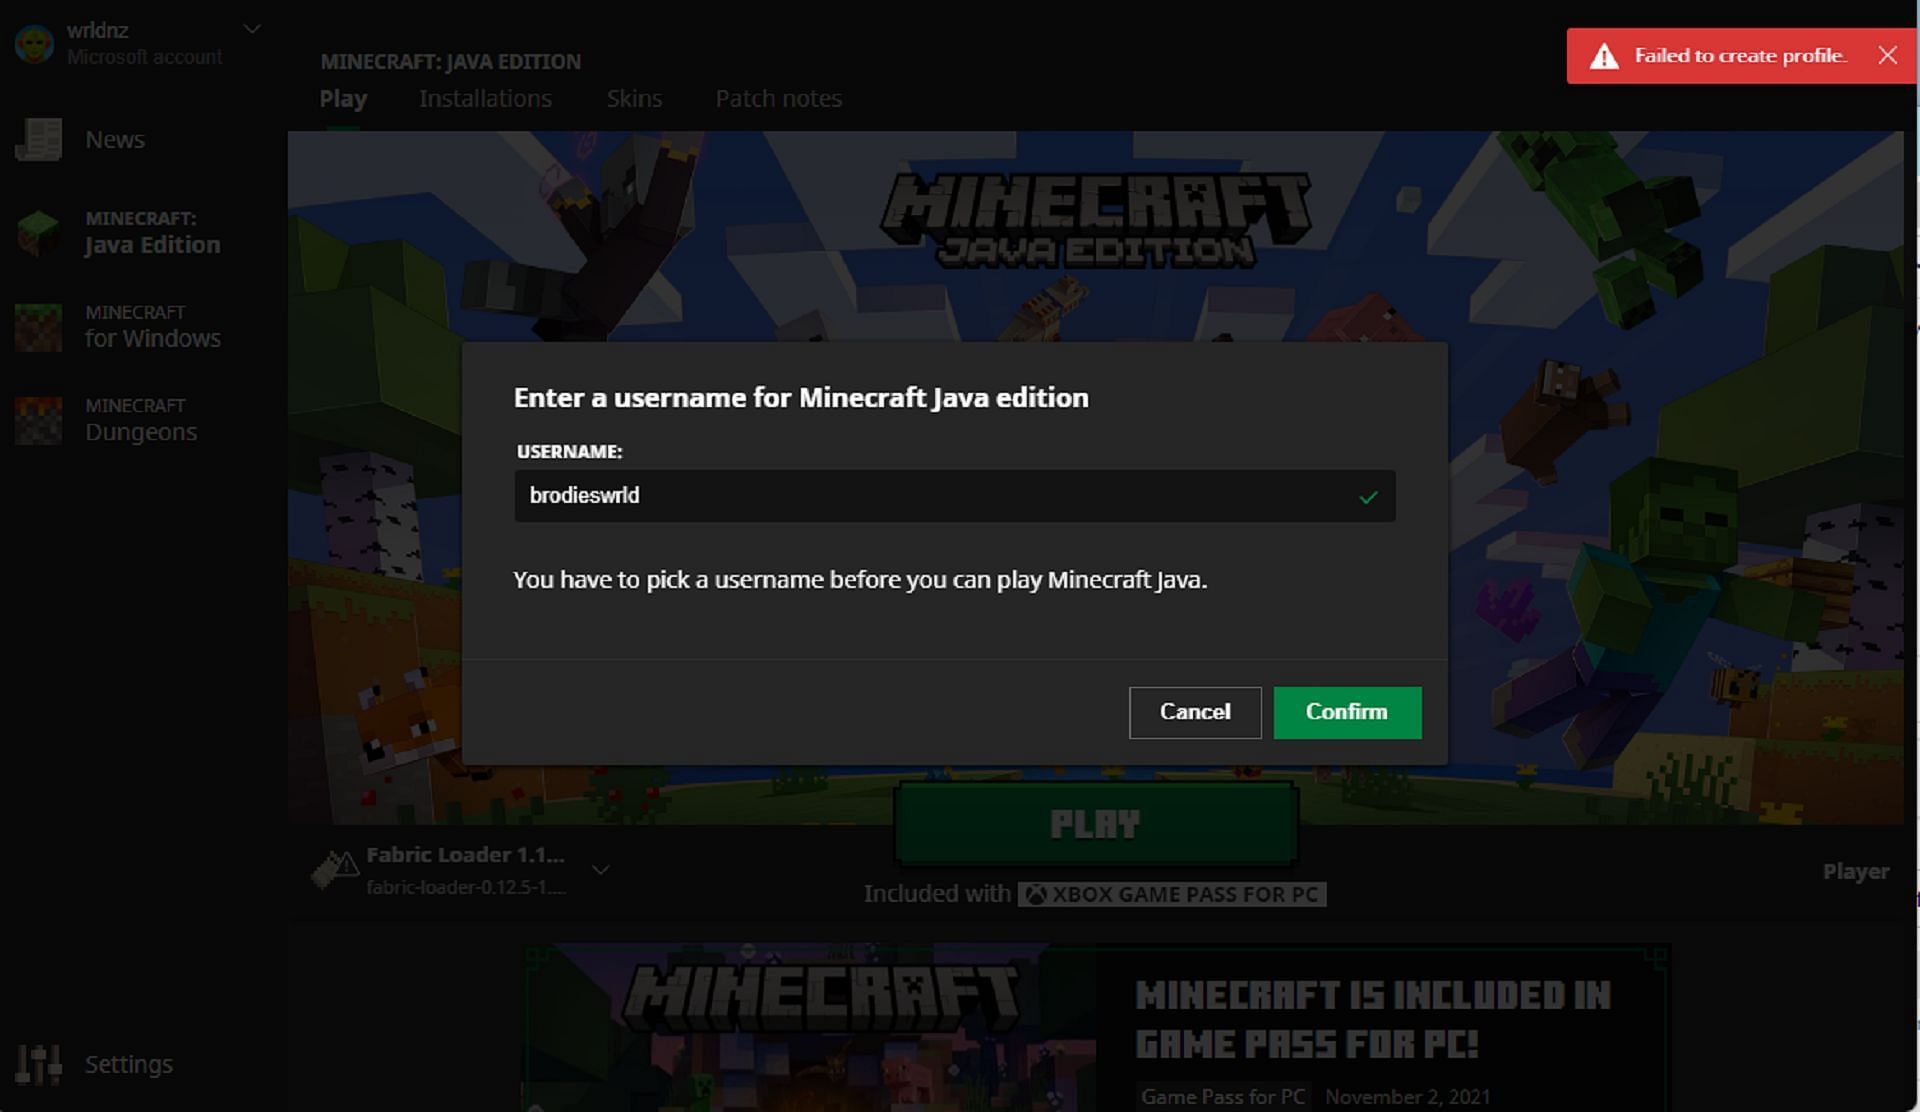 wrldnz
Microsoft account
News
MINECRAFT:
Java Edition
MINECRAFT
for Windows
MINECRAFT
Dungeons
Settings
MINECRAFT: JAVA EDITION
Play
Installations
Skins
Patch notes
Failed to create profile.
MINECRAFT
JAVA EDITION
Enter a username for Minecraft Java edition
USERNAME:
brodieswrld
You have to pick a username before you can play Minecraft Java.
Cancel
Confirm
PLAY
Fabric Loader 1.1...
fabric-loader-0.12.5-1....
Included with XBOX GAME PASS FOR PC
Player
MINECRAFT
MINECRAFT IS INCLUDED IN
GAME PASS FOR PC!
Game Pass for PC
November 2, 2021